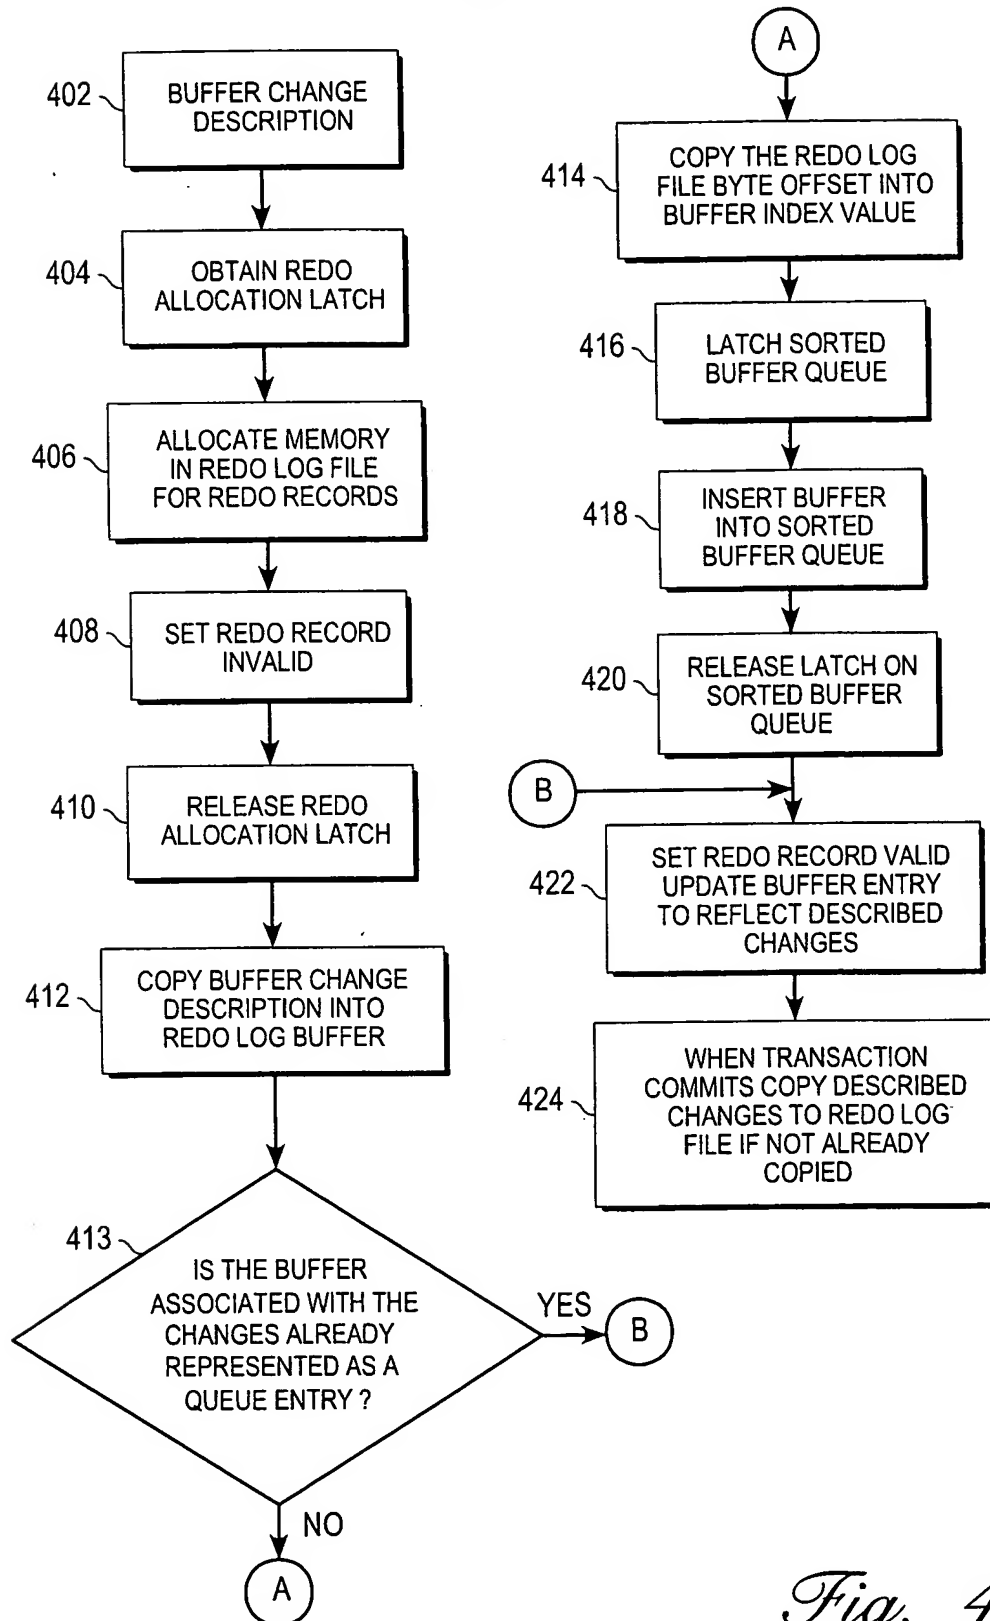 402
BUFFER CHANGE
DESCRIPTION
404
OBTAIN REDO
ALLOCATION LATCH
406
ALLOCATE MEMORY
IN REDO LOG FILE
FOR REDO RECORDS
408
SET REDO RECORD
INVALID
410
RELEASE REDO
ALLOCATION LATCH
412
COPY BUFFER CHANGE
DESCRIPTION INTO
REDO LOG BUFFER
413
IS THE BUFFER
ASSOCIATED WITH THE
CHANGES ALREADY
REPRESENTED AS A
QUEUE ENTRY ?
YES
B
NO
A
A
414
COPY THE REDO LOG
FILE BYTE OFFSET INTO
BUFFER INDEX VALUE
416
LATCH SORTED
BUFFER QUEUE
418
INSERT BUFFER
INTO SORTED
BUFFER QUEUE
420
RELEASE LATCH ON
SORTED BUFFER
QUEUE
B
422
SET REDO RECORD VALID
UPDATE BUFFER ENTRY
TO REFLECT DESCRIBED
CHANGES
424
WHEN TRANSACTION
COMMITS COPY DESCRIBED
CHANGES TO REDO LOG
FILE IF NOT ALREADY
COPIED
Fig. 4